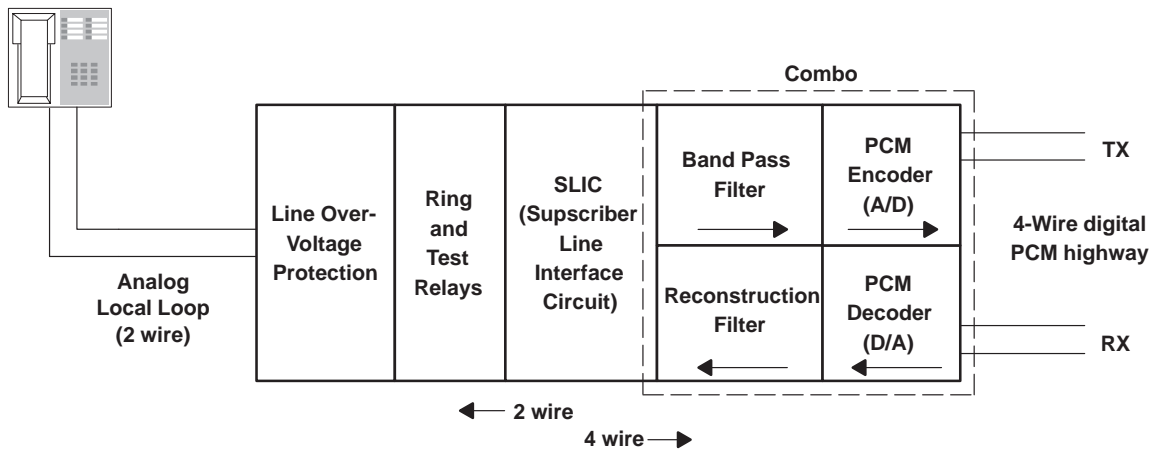 Combo
Line Over-
Voltage
Protection
Ring
and
Test
Relays
SLIC
(Supscriber
Line
Interface
Circuit)
Band Pass
Filter
PCM
Encoder
(A/D)
Reconstruction
Filter
PCM
Decoder
(D/A)
TX
4-Wire digital
PCM highway
RX
Analog
Local Loop
(2 wire)
2 wire
4 wire